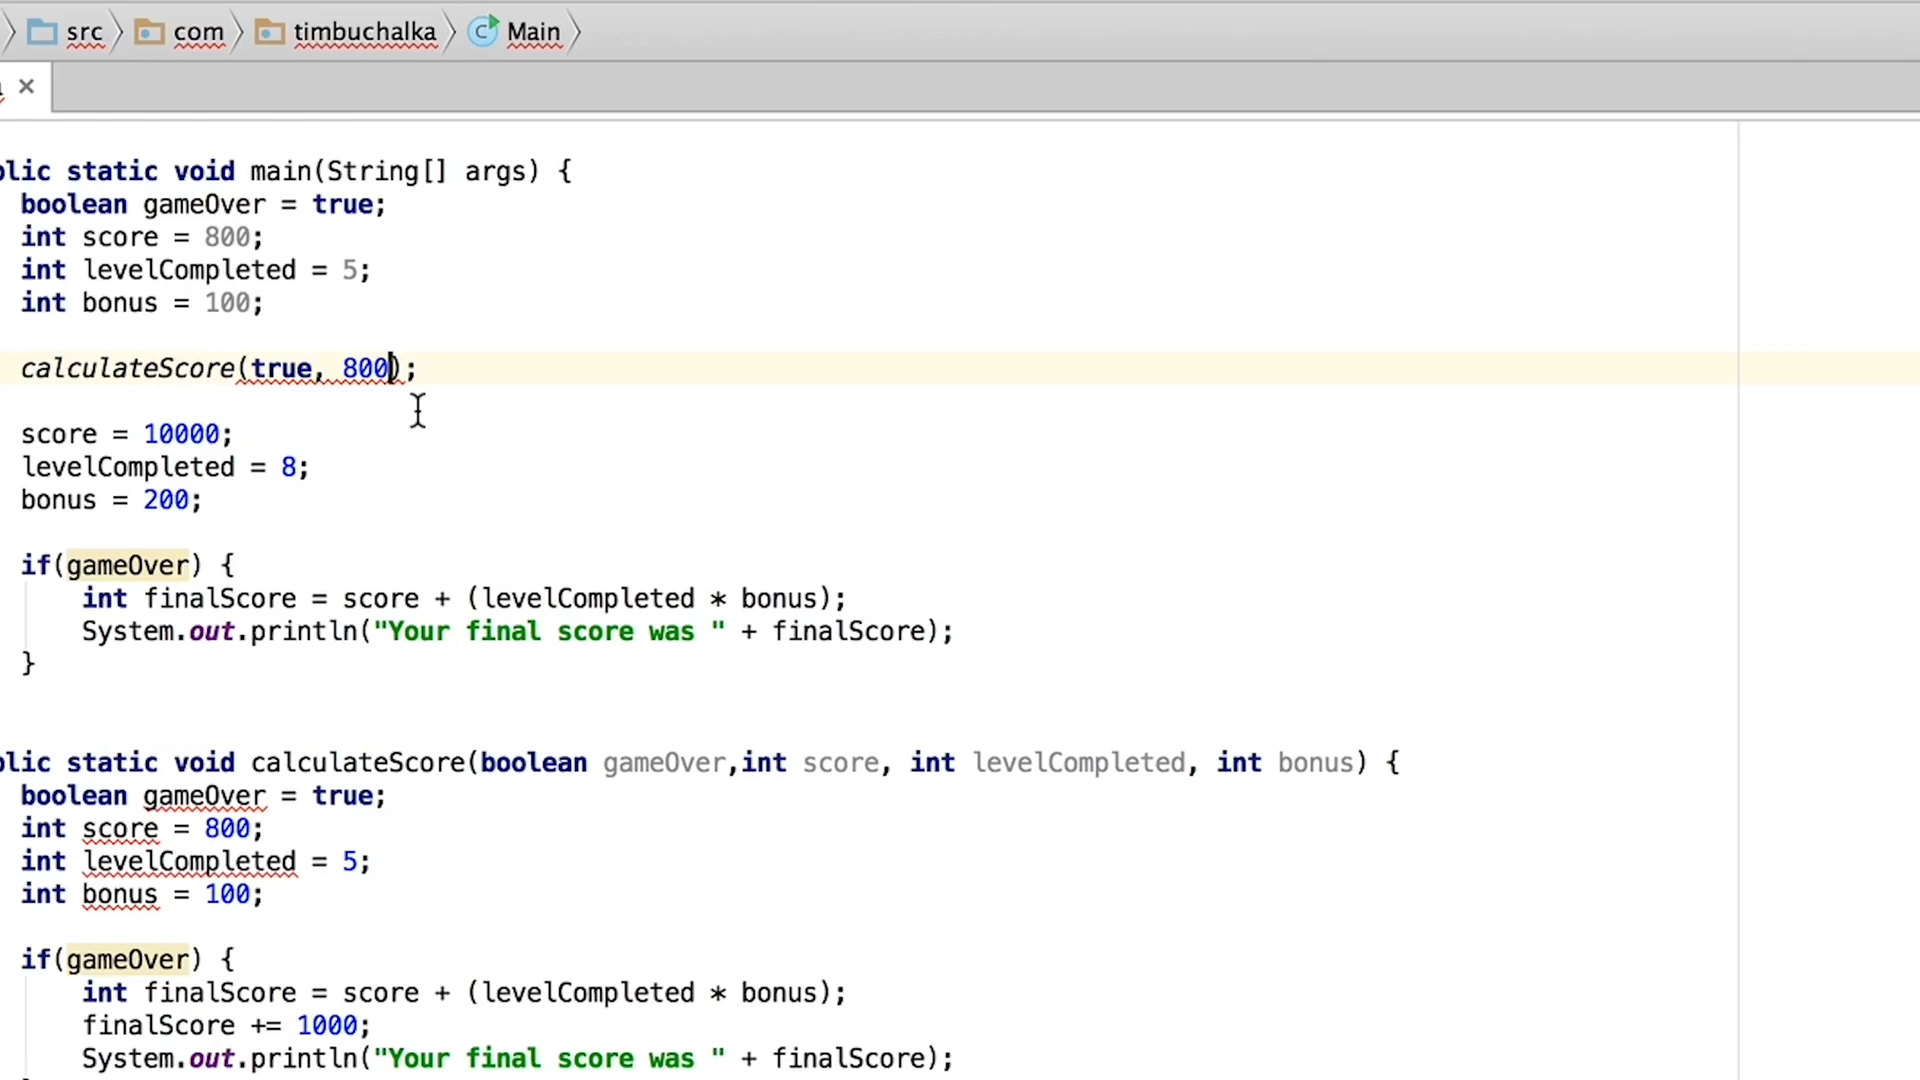 src com timbuchalka Main
blic static void main(String[] args) {
boolean gameOver = true;
int score = 800;
int levelCompleted = 5;
int bonus = 100;
calculateScore(true, 800);
score = 10000;
levelCompleted = 8;
bonus = 200;
if(gameOver) {
int finalScore = score + (levelCompleted * bonus);
System.out.println("Your final score was " + finalScore);
}
blic static void calculateScore(boolean gameOver,int score, int levelCompleted, int bonus) {
boolean gameOver = true;
int score = 800;
int levelCompleted = 5;
int bonus = 100;
if(gameOver) {
int finalScore = score + (levelCompleted * bonus);
finalScore += 1000;
System.out.println("Your final score was " + finalScore);